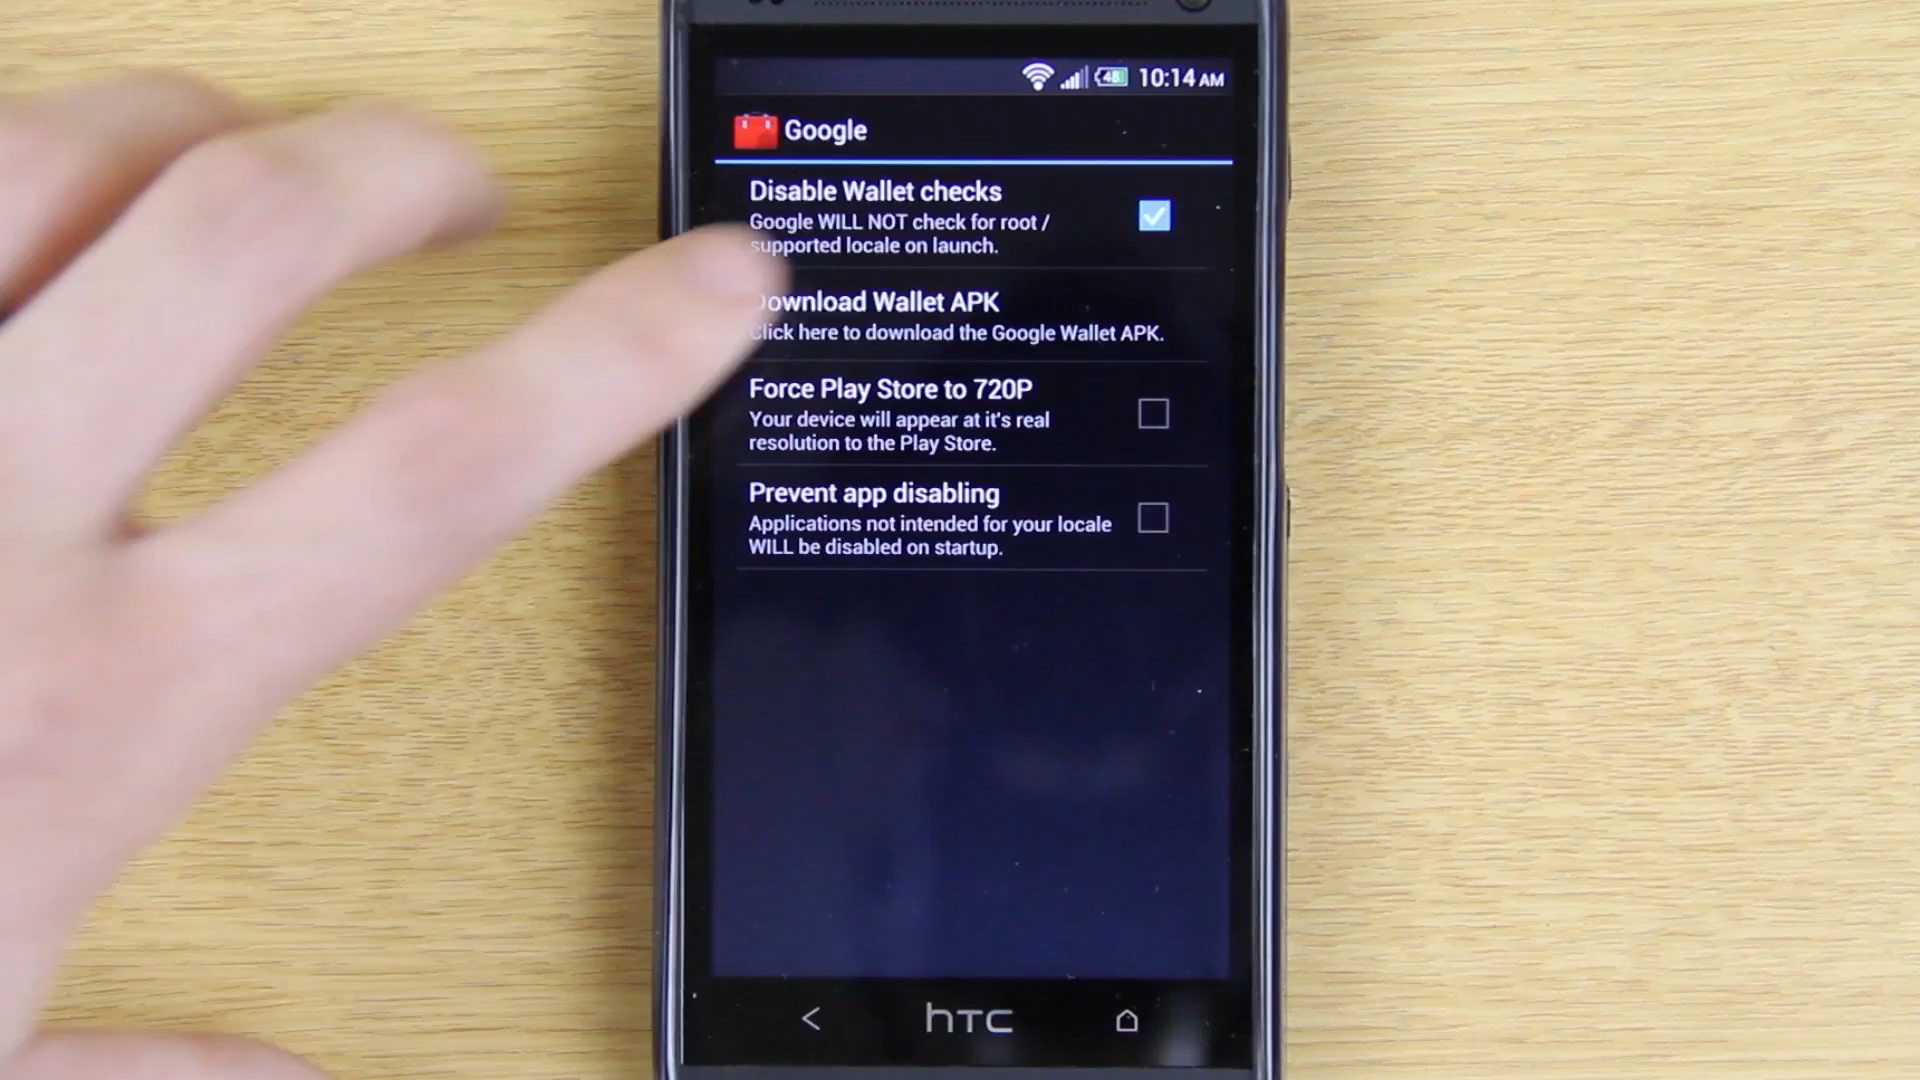 48
10:14 AM
Google
Disable Wallet checks
Google WILL NOT check for root /
supported locale on launch.
Download Wallet APK
Click here to download the Google Wallet APK.
Force Play Store to 720P
Your device will appear at it's real
resolution to the Play Store.
Prevent app disabling
Applications not intended for your locale
WILL be disabled on startup.
hTC